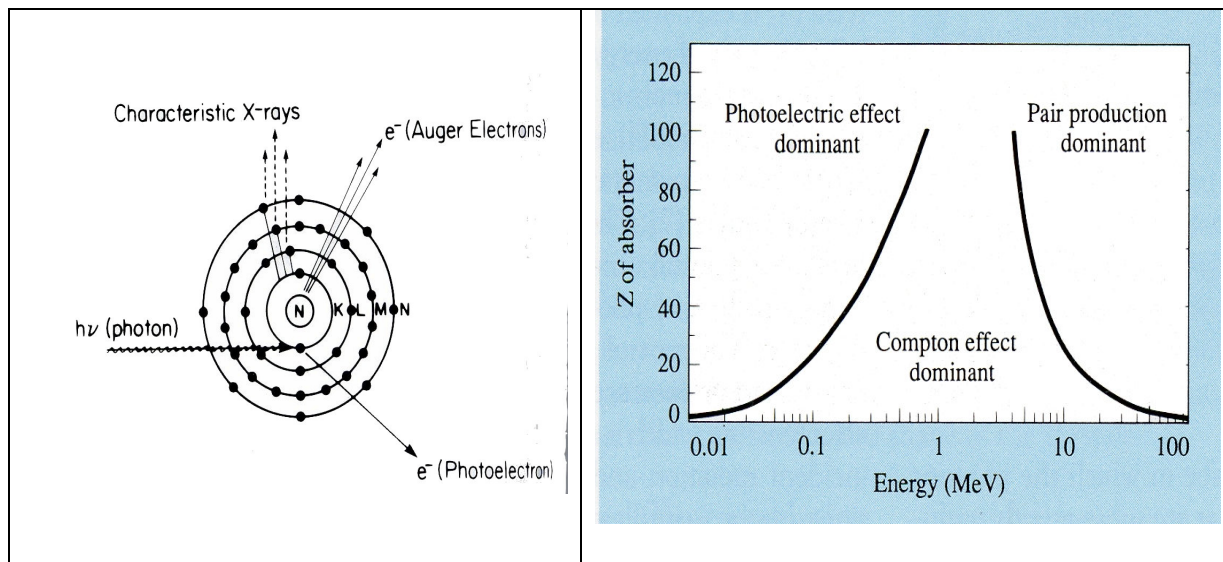 Characteristic X-rays
e⁻(Auger Electrons)
N K L M N
hν (photon)
e⁻(Photoelectron)
120
100
80
60
40
20
0
Z of absorber
Photoelectric effect
dominant
Pair production
dominant
Compton effect
dominant
0.01 0.1 1 10 100
Energy (MeV)